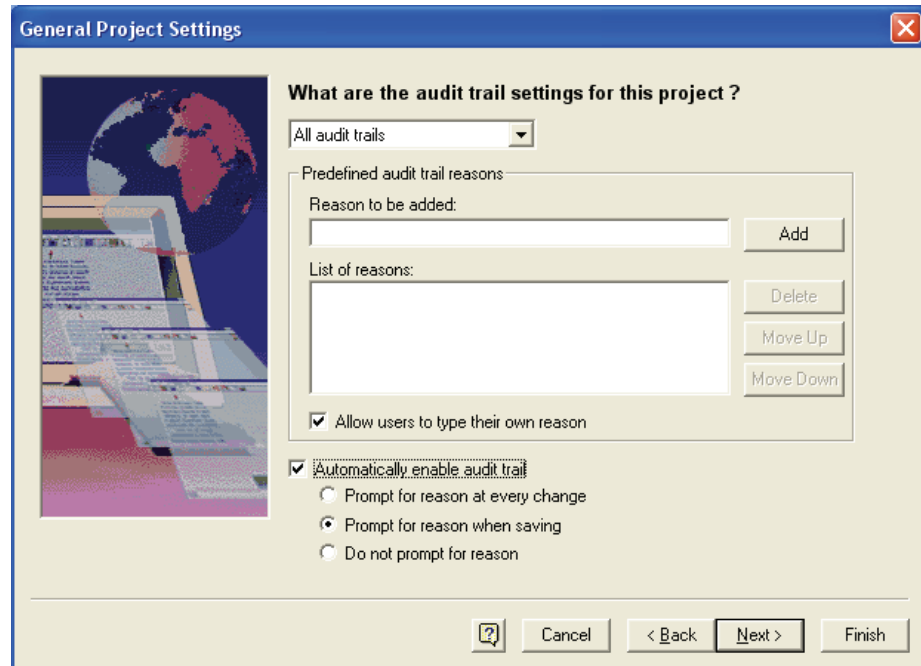 General Project Settings
What are the audit trail settings for this project ?
All audit trails
Predefined audit trail reasons
Reason to be added:
Add
List of reasons:
Delete
Move Up
Move Down
Allow users to type their own reason
Automatically enable audit trail
Prompt for reason at every change
Prompt for reason when saving
Do not prompt for reason
Cancel
< Back
Next >
Finish